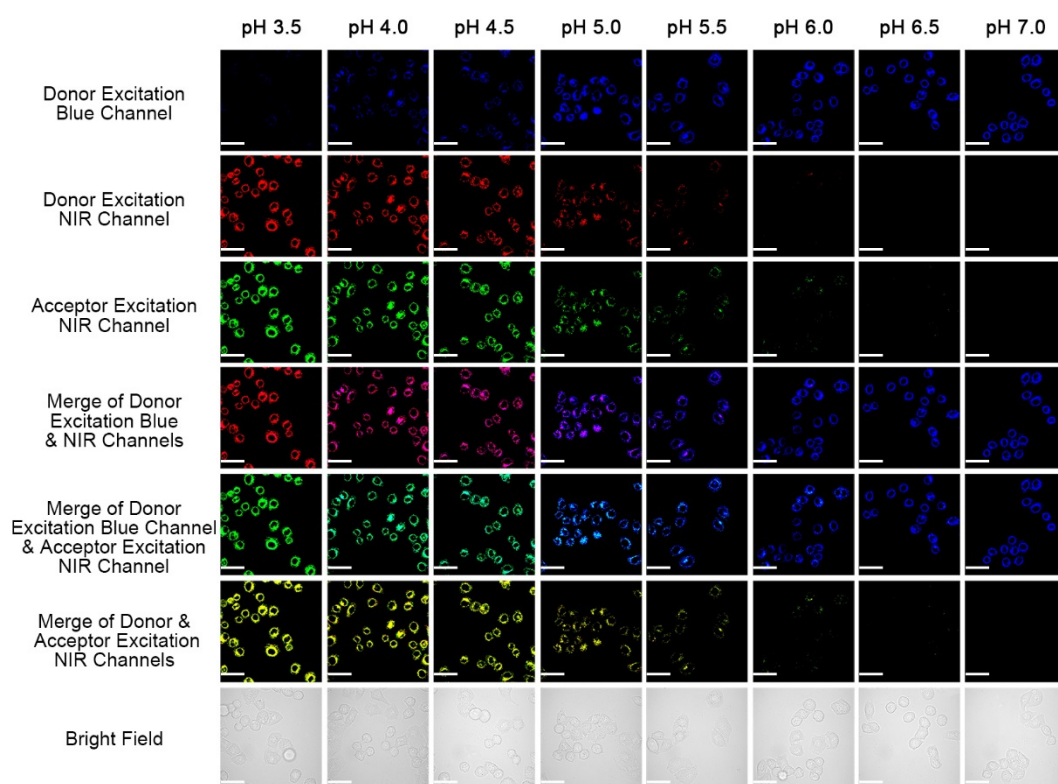 pH 3.5 pH 4.0 pH 4.5 pH 5.0 pH 5.5 pH 6.0 pH 6.5 pH 7.0
Donor Excitation
Blue Channel
Donor Excitation
NIR Channel
Acceptor Excitation
NIR Channel
Merge of Donor
Excitation Blue
& NIR Channels
Merge of Donor
Excitation Blue Channel
& Acceptor Excitation
NIR Channel
Merge of Donor &
Acceptor Excitation
NIR Channels
Bright Field